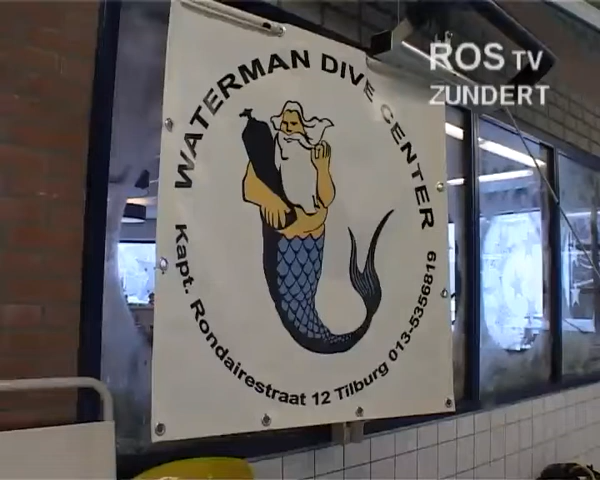 WATERMAN DIVE CENTER
Kapt. Rondairestraat 12 Tilburg 013-5356819
ROS TV
ZUNDERT